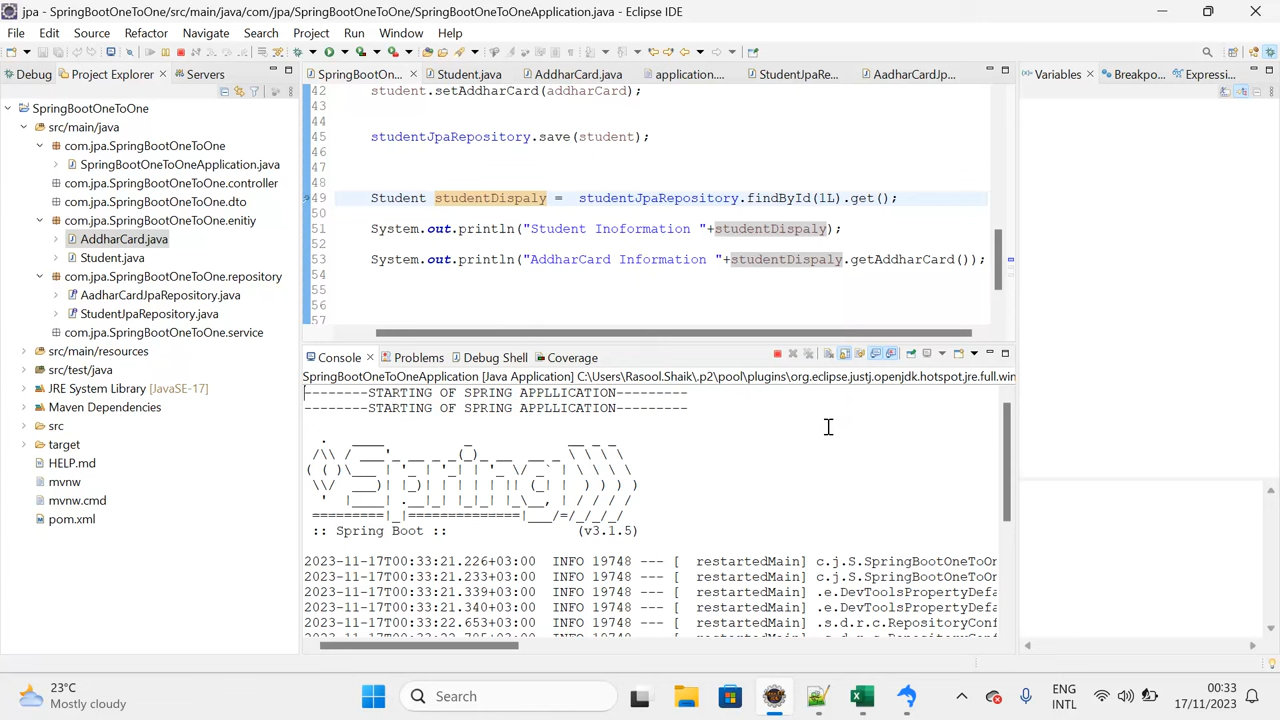 jpa - SpringBootOneToOne/src/main/java/com/jpa/SpringBootOneToOne/SpringBootOneToOneApplication.java - Eclipse IDE
File Edit Source Refactor Navigate Search Project Run Window Help
Debug Project Explorer Servers
SpringBootOn... Student.java AddharCard.java application.... StudentJpaRe... AadharCardJp...
Variables Breakpo... Expressi...
SpringBootOneToOne
src/main/java
com.jpa.SpringBootOneToOne
SpringBootOneToOneApplication.java
com.jpa.SpringBootOneToOne.controller
com.jpa.SpringBootOneToOne.dto
com.jpa.SpringBootOneToOne.enitiy
AddharCard.java
Student.java
com.jpa.SpringBootOneToOne.repository
AadharCardJpaRepository.java
StudentJpaRepository.java
com.jpa.SpringBootOneToOne.service
src/main/resources
src/test/java
JRE System Library [JavaSE-17]
Maven Dependencies
src
target
HELP.md
mvnw
mvnw.cmd
pom.xml
42 student.setAddharCard(addharCard);
43
44
45 studentJpaRepository.save(student);
46
47
48
49 Student studentDispaly = studentJpaRepository.findById(1L).get();
50
51 System.out.println("Student Inoformation "+studentDispaly);
52
53 System.out.println("AddharCard Information "+studentDispaly.getAddharCard());
54
55
56
57
Console Problems Debug Shell Coverage
SpringBootOneToOneApplication [Java Application] C:\Users\Rasool.Shaik\.p2\pool\plugins\org.eclipse.justj.openjdk.hotspot.jre.full.win
--------STARTING OF SPRING APPLLICATION---------
--------STARTING OF SPRING APPLLICATION---------
:: Spring Boot :: (v3.1.5)
2023-11-17T00:33:21.226+03:00 INFO 19748 --- [ restartedMain] c.j.S.SpringBootOneToOn
2023-11-17T00:33:21.233+03:00 INFO 19748 --- [ restartedMain] c.j.S.SpringBootOneToOn
2023-11-17T00:33:21.339+03:00 INFO 19748 --- [ restartedMain] .e.DevToolsPropertyDefa
2023-11-17T00:33:21.340+03:00 INFO 19748 --- [ restartedMain] .e.DevToolsPropertyDefa
2023-11-17T00:33:22.653+03:00 INFO 19748 --- [ restartedMain] .s.d.r.c.RepositoryConf
23°C
Mostly cloudy
Search
ENG
INTL
00:33
17/11/2023